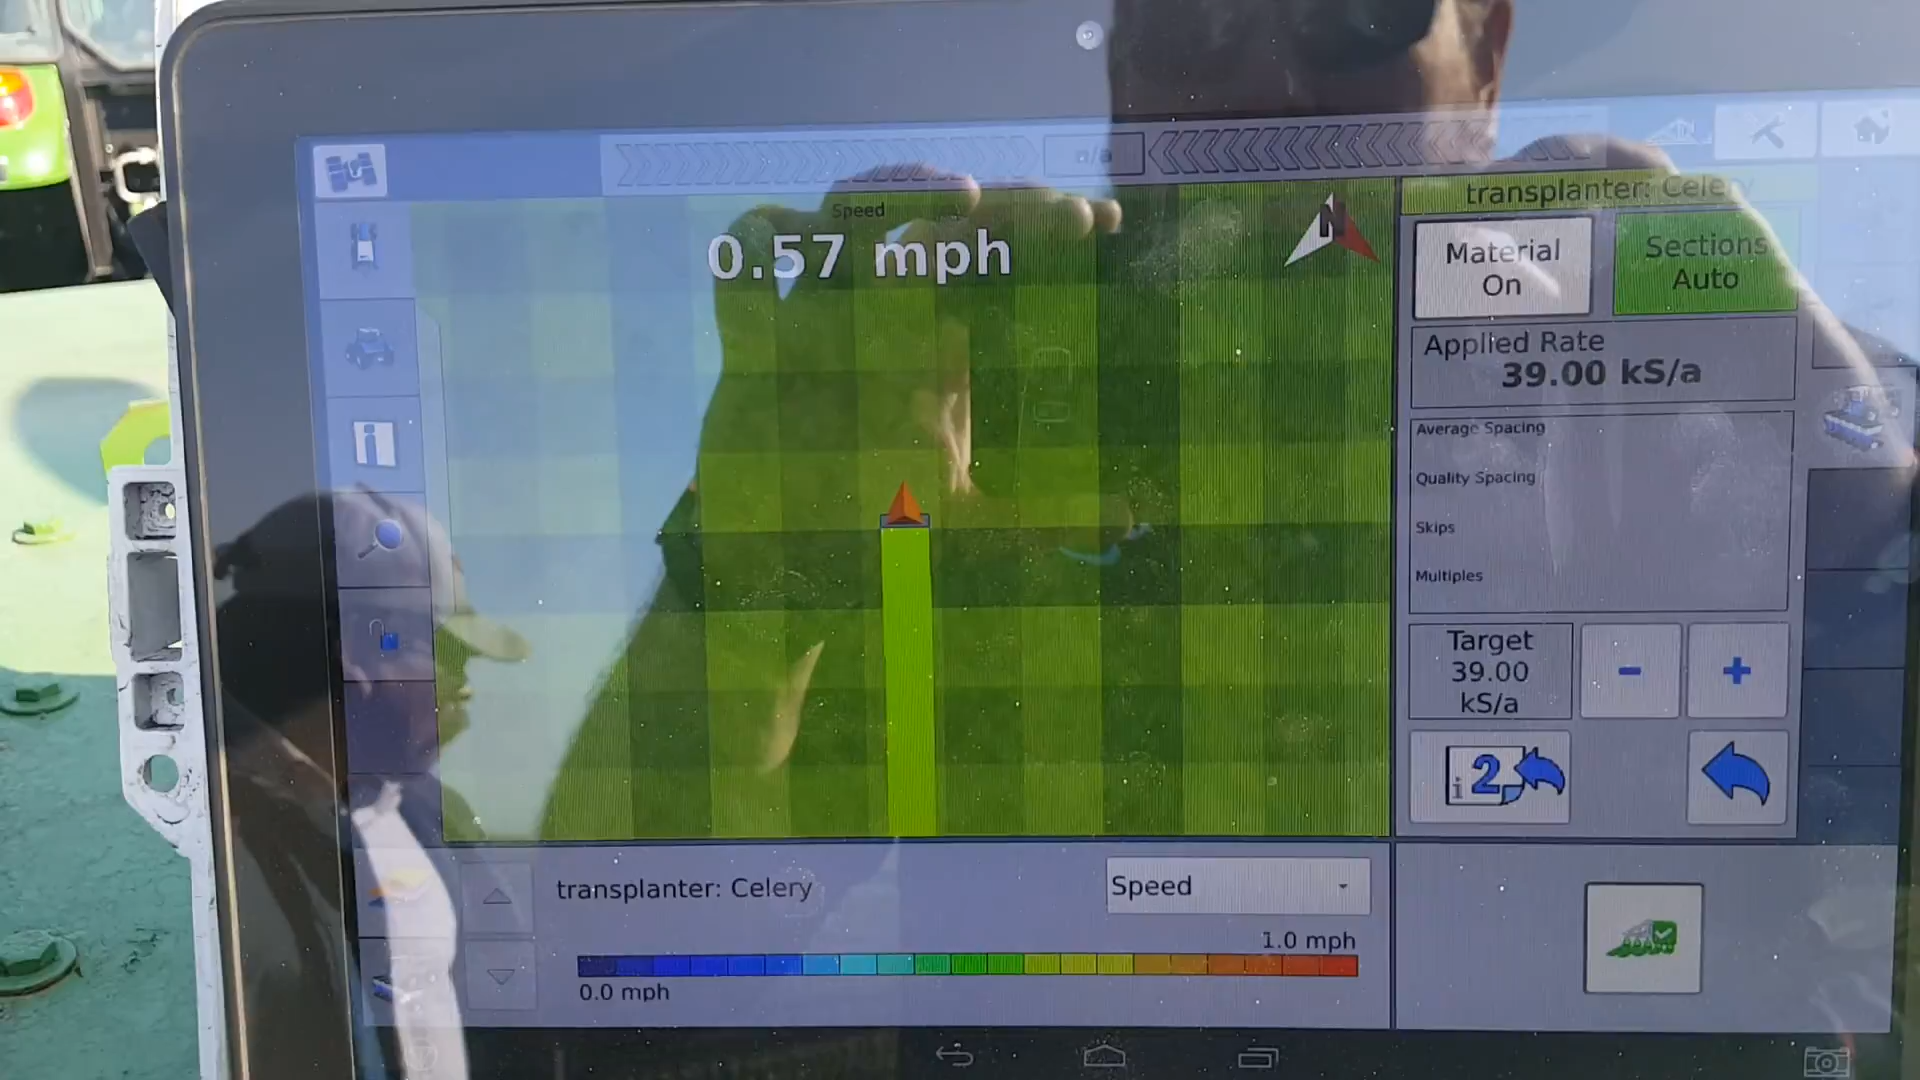 n/a
Speed
0.57 mph
N
transplanter: Celery
Material
On
Sections
Auto
Applied Rate
39.00 kS/a
Average Spacing
Quality Spacing
Skips
Multiples
Target
39.00
kS/a
-
+
i 2
transplanter: Celery
Speed
1.0 mph
0.0 mph